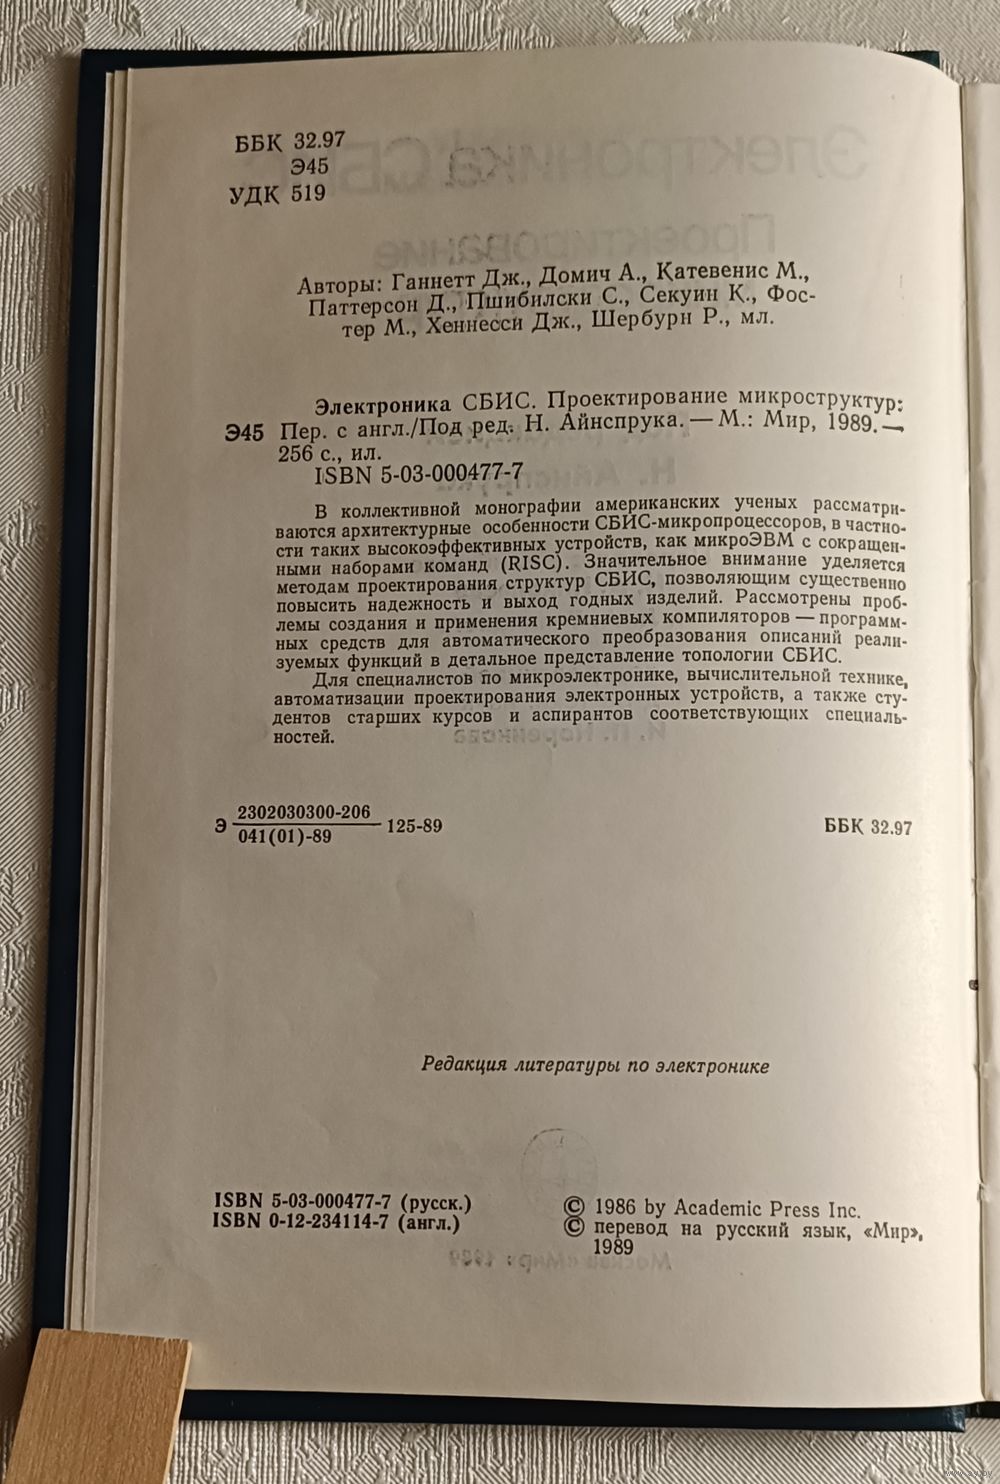 ББК 32.97
Э45
УДК 519
Авторы: Ганнетт Дж., Домич А., Катевенис М.,
Паттерсон Д., Пшибилски С., Секуин К., Фос-
тер М., Хеннесси Дж., Шербурн Р., мл.
Электроника СБИС. Проектирование микроструктур:
Э45 Пер. с англ./Под ред. Н. Айнспрука. — М.: Мир, 1989. —
256 с., ил.
ISBN 5-03-000477-7
В коллективной монографии американских ученых рассматри-
ваются архитектурные особенности СБИС-микропроцессоров, в частно-
сти таких высокоэффективных устройств, как микроЭВМ с сокращен-
ными наборами команд (RISC). Значительное внимание уделяется
методам проектирования структур СБИС, позволяющим существенно
повысить надежность и выход годных изделий. Рассмотрены проб-
лемы создания и применения кремниевых компиляторов — программ-
ных средств для автоматического преобразования описаний реали-
зуемых функций в детальное представление топологии СБИС.
Для специалистов по микроэлектронике, вычислительной технике,
автоматизации проектирования электронных устройств, а также сту-
дентов старших курсов и аспирантов соответствующих специаль-
ностей.
Э 2302030300-206
041(01)-89 125-89
ББК 32.97
Редакция литературы по электронике
ISBN 5-03-000477-7 (русск.)
ISBN 0-12-234114-7 (англ.)
© 1986 by Academic Press Inc.
© перевод на русский язык, «Мир»,
1989